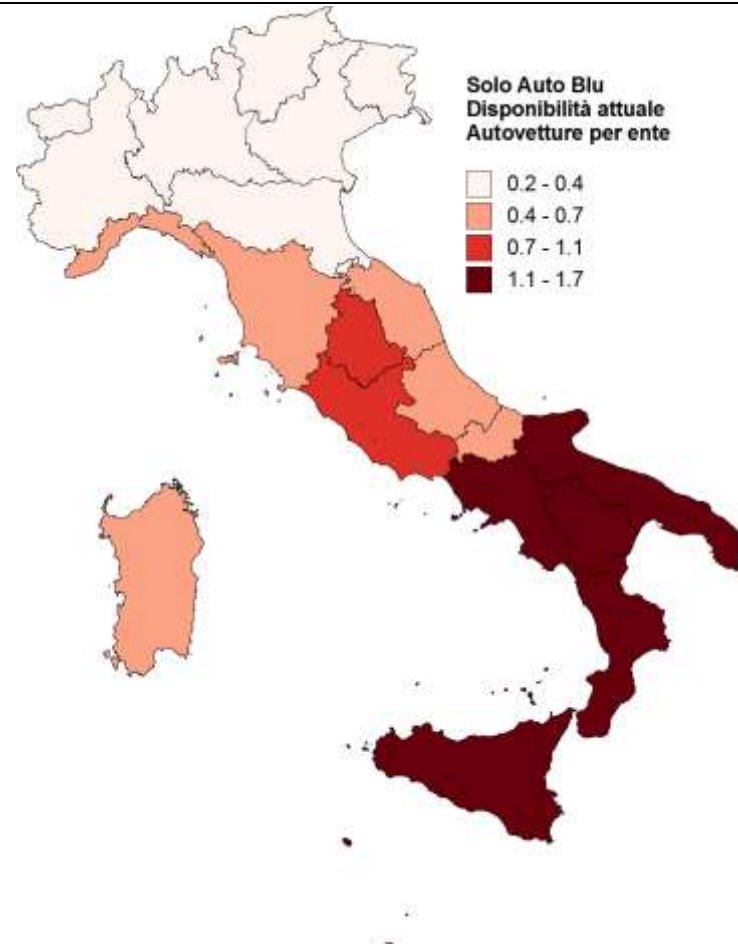 Solo Auto Blu
Disponibilità attuale
Autovetture per ente
0.2 - 0.4
0.4 - 0.7
0.7 - 1.1
1.1 - 1.7